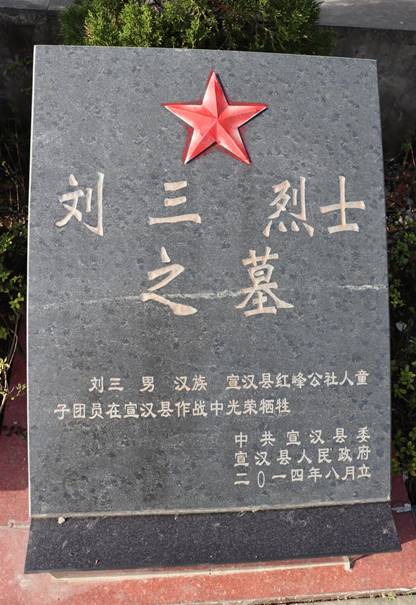 刘三 烈士
之墓
刘三 男 汉族 宣汉县红峰公社人童
子团员在宣汉县作战中光荣牺牲
中共宣汉县委
宣汉县人民政府
二〇一四年八月立